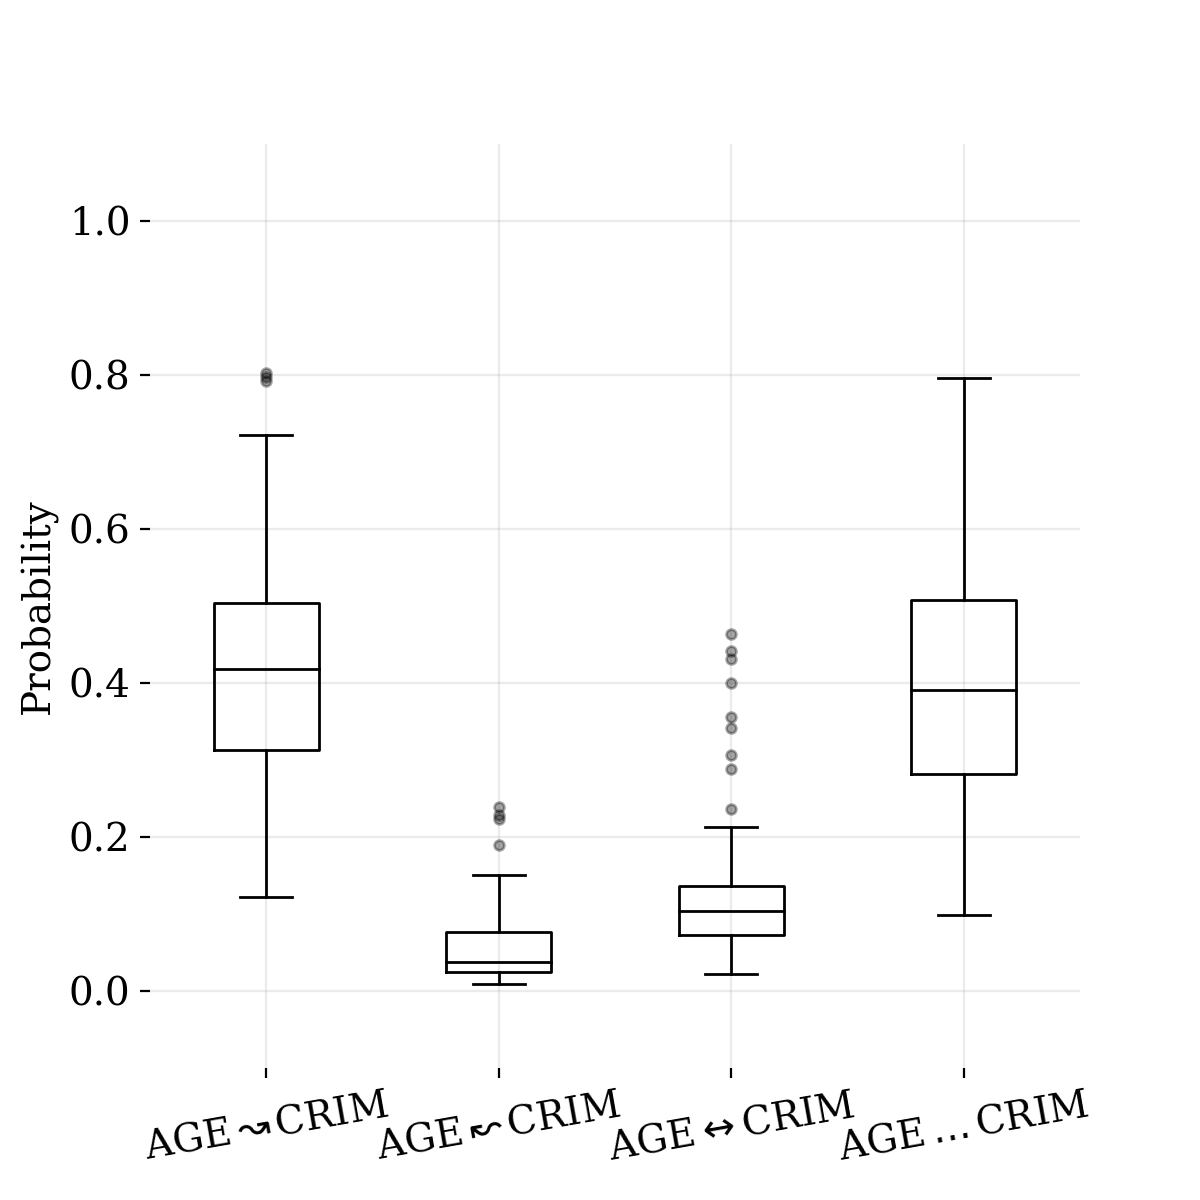 1.0
0.8
0.6
0.4
0.2
0.0
Probability
AGE ⤳ CRIM
AGE ⬿ CRIM
AGE ↔ CRIM
AGE ... CRIM